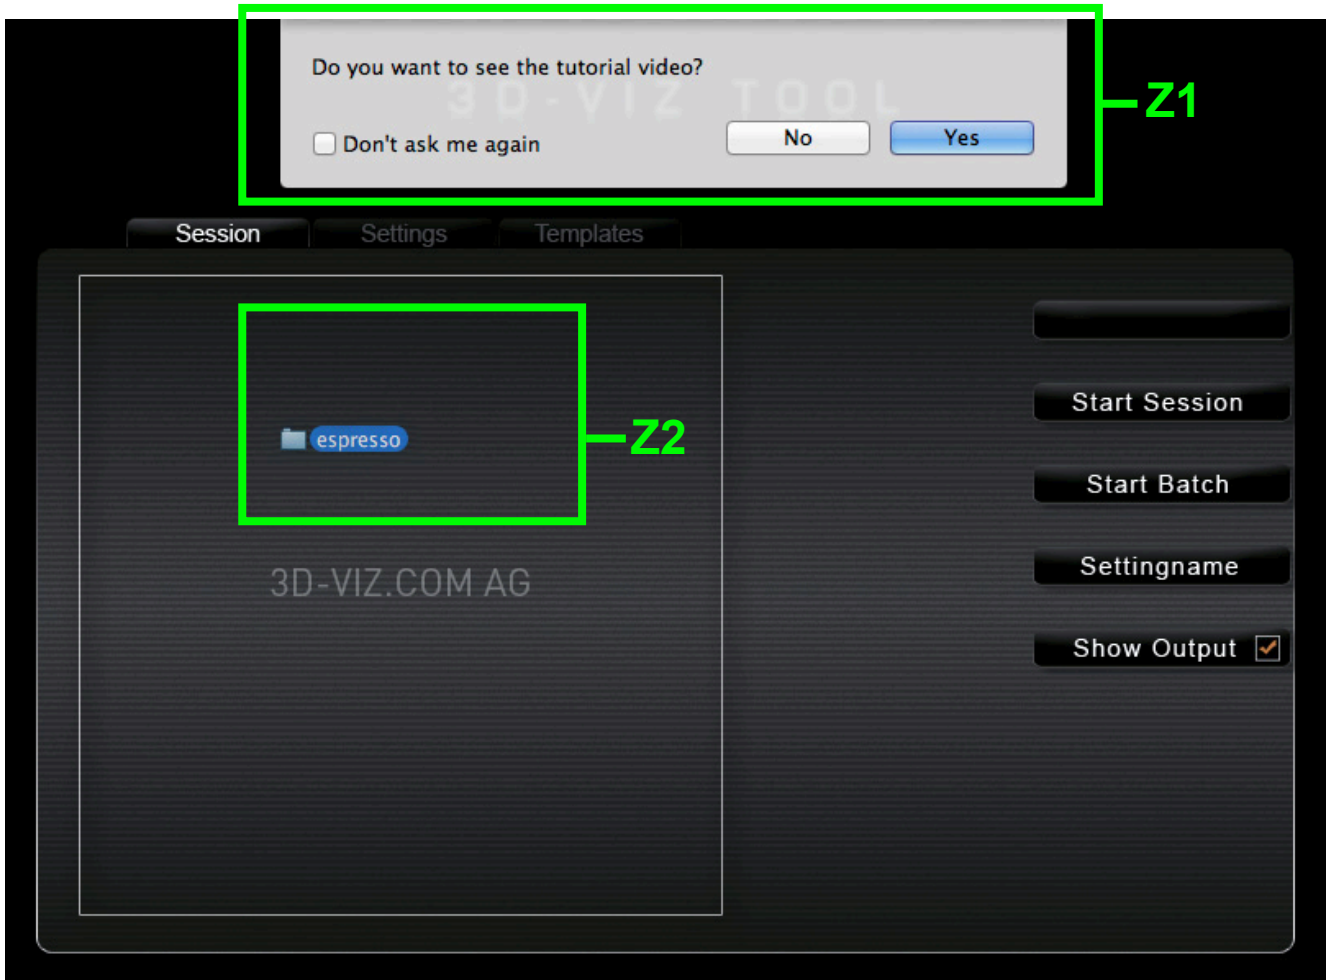 Do you want to see the tutorial video?
3D-VIZ TOOL
Don't ask me again
No
Yes
Z1
Session
Settings
Templates
espresso
Z2
3D-VIZ.COM AG
Start Session
Start Batch
Settingname
Show Output